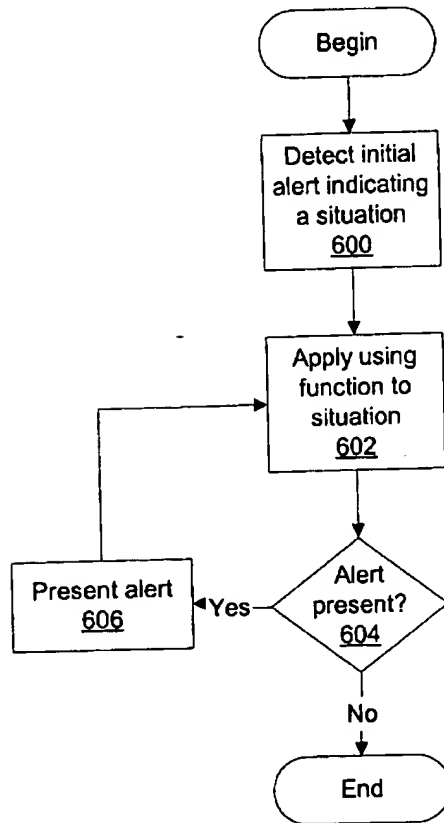 Begin
Detect initial
alert indicating
a situation
600
Apply using
function to
situation
602
Alert
present?
604
Yes
Present alert
606
No
End